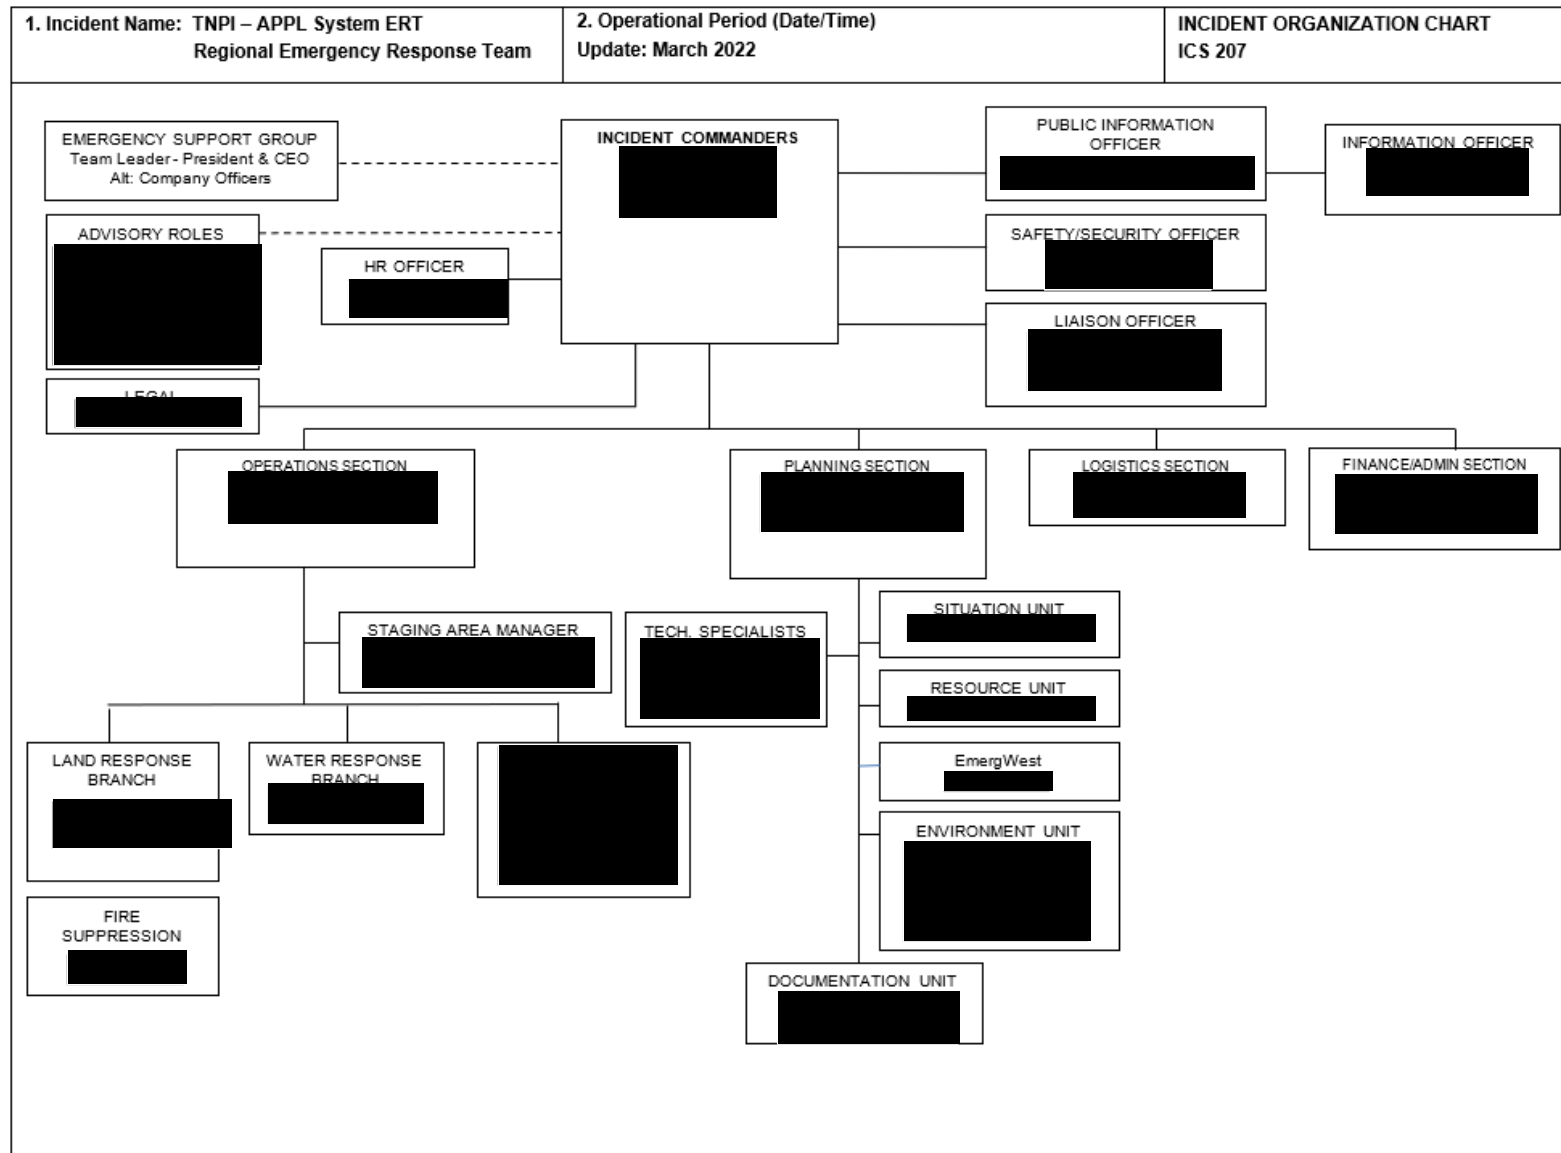 1. Incident Name: TNPI – APPL System ERT
Regional Emergency Response Team
2. Operational Period (Date/Time)
Update: March 2022
INCIDENT ORGANIZATION CHART
ICS 207
EMERGENCY SUPPORT GROUP
Team Leader - President & CEO
Alt: Company Officers
INCIDENT COMMANDERS
PUBLIC INFORMATION
OFFICER
INFORMATION OFFICER
ADVISORY ROLES
HR OFFICER
SAFETY/SECURITY OFFICER
LIAISON OFFICER
LEGAL
OPERATIONS SECTION
PLANNING SECTION
LOGISTICS SECTION
FINANCE/ADMIN SECTION
STAGING AREA MANAGER
TECH. SPECIALISTS
SITUATION UNIT
RESOURCE UNIT
LAND RESPONSE
BRANCH
WATER RESPONSE
BRANCH
EmergWest
ENVIRONMENT UNIT
FIRE
SUPPRESSION
DOCUMENTATION UNIT